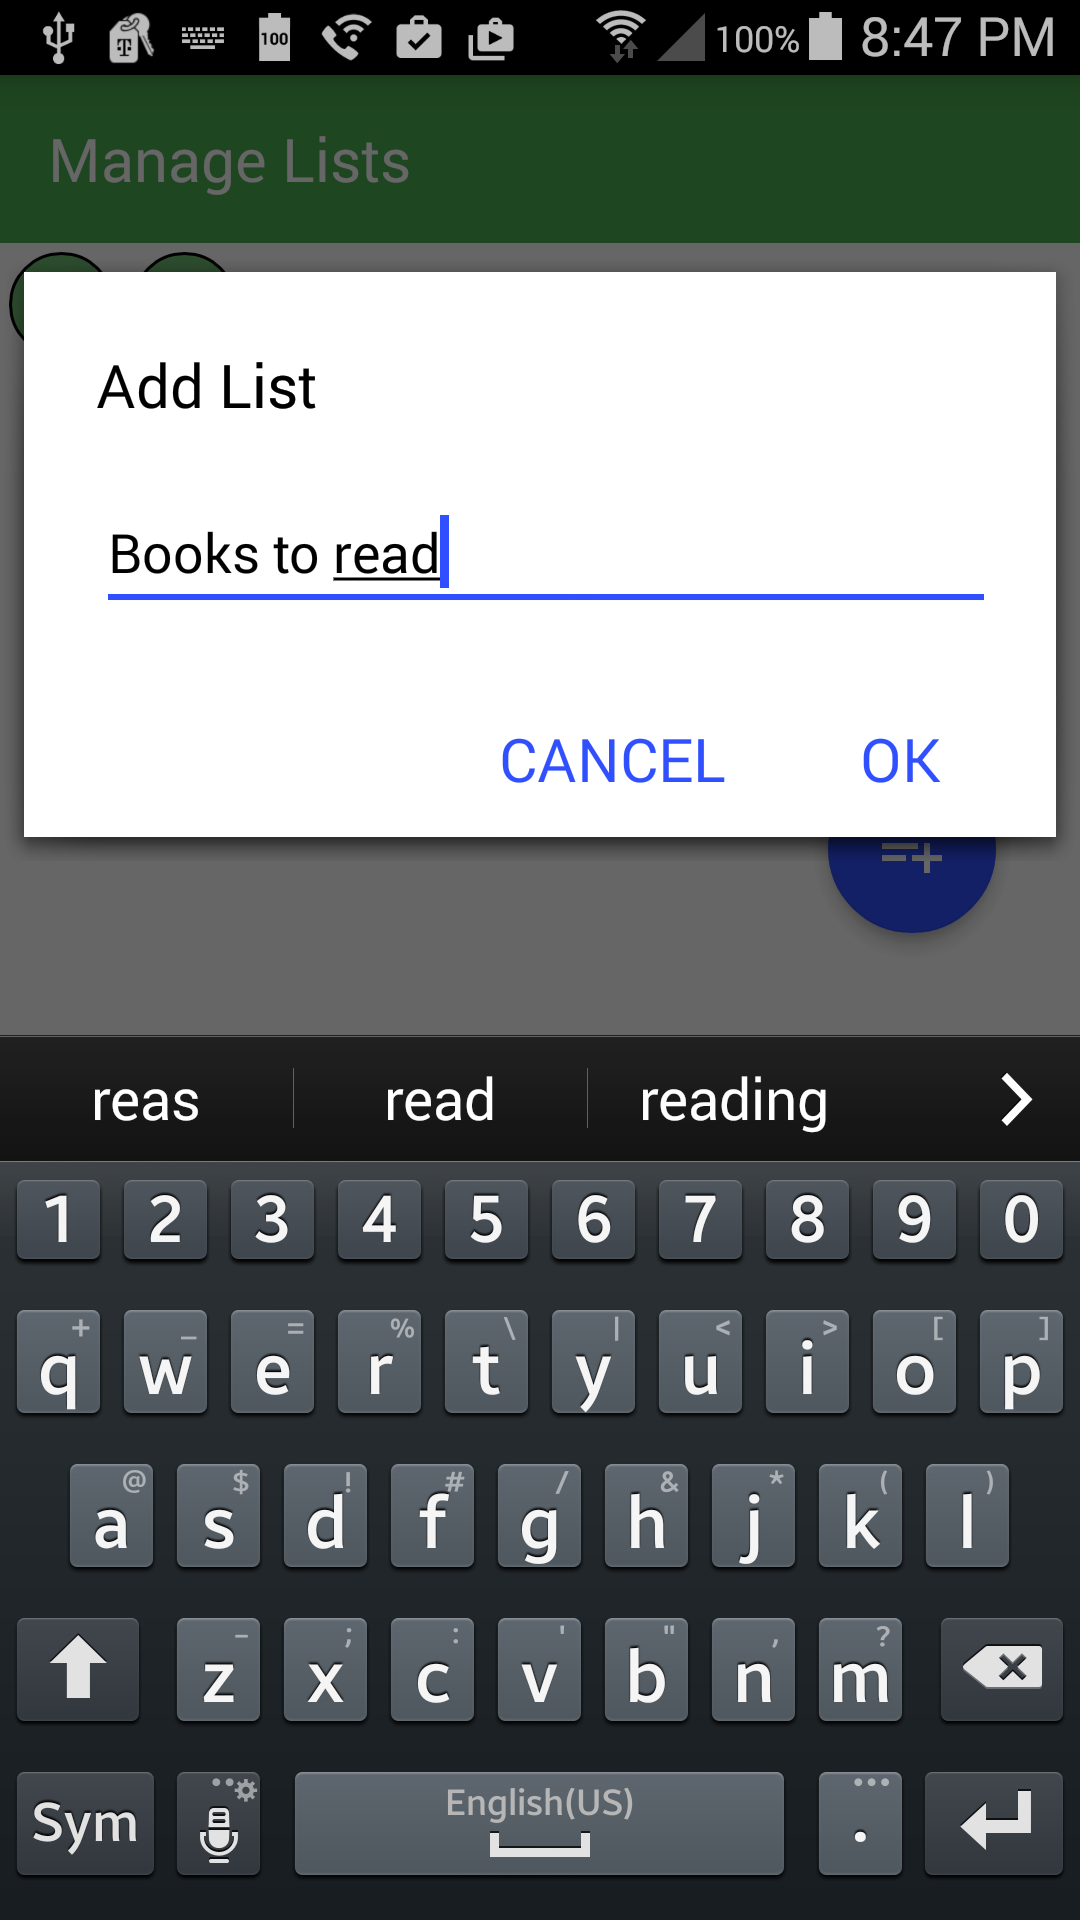 100 100% 8:47 PM
Manage Lists
Add List
Books to read
CANCEL OK
reas read reading
1 2 3 4 5 6 7 8 9 0
+ _ = % \ | < > [ ]
q w e r t y u i o p
@ $ ! # / & * ( )
a s d f g h j k l
- ; : ' " , ?
z x c v b n m
Sym English(US) .